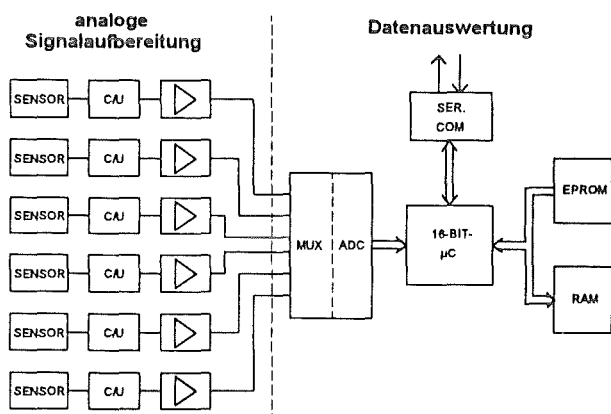 analoge
Signalaufbereitung
Datenauswertung
SENSOR
C/U
SENSOR
C/U
SENSOR
C/U
SENSOR
C/U
SENSOR
C/U
SENSOR
C/U
MUX
ADC
SER.
COM
16-BIT-
µC
EPROM
RAM